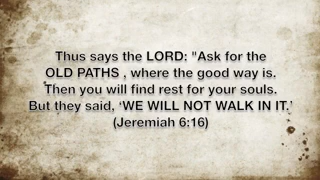 Thus says the LORD; "Ask for the
OLD PATHS , where the good way is.
Then you will find rest for your souls.
But they said, ‘WE WILL NOT WALK IN IT.’
(Jeremiah 6:16)